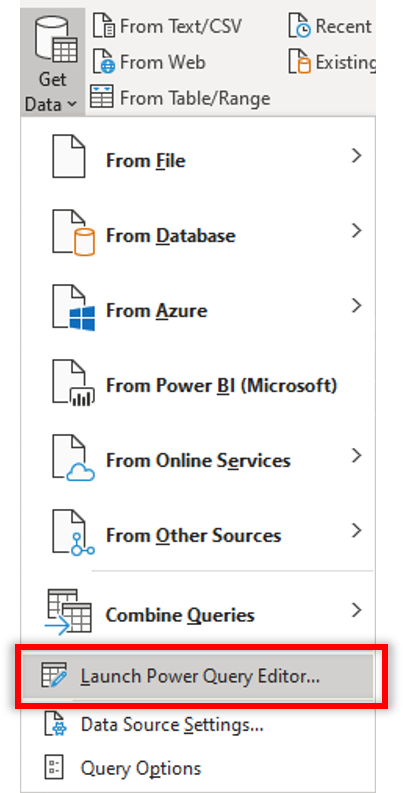 From Text/CSV
Recent
From Web
Existing
Get
Data
From Table/Range
From File
From Database
From Azure
From Power BI (Microsoft)
From Online Services
From Other Sources
Combine Queries
Launch Power Query Editor...
Data Source Settings...
Query Options